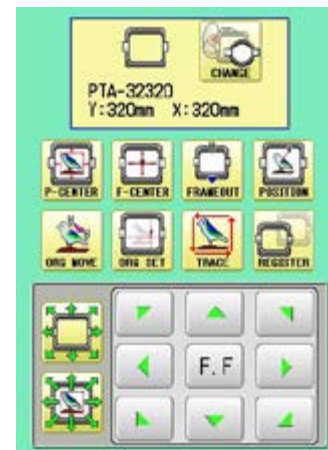 CHANGE
PTA-32320
Y:320mm X:320mm
P-CENTER F-CENTER FRAMEOUT POSITION
ORG MOVE ORG SET TRACE REGISTER
F.F